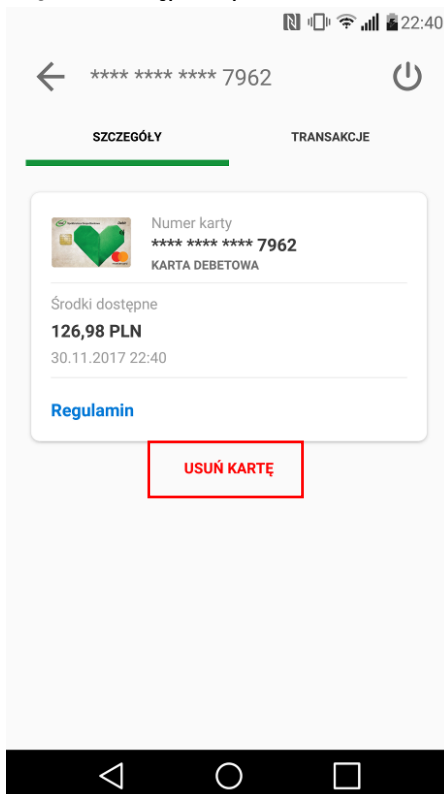 22:40
**** **** **** 7962
SZCZEGÓŁY
TRANSAKCJE
Numer karty
**** **** **** 7962
KARTA DEBETOWA
Środki dostępne
126,98 PLN
30.11.2017 22:40
Regulamin
USUŃ KARTĘ